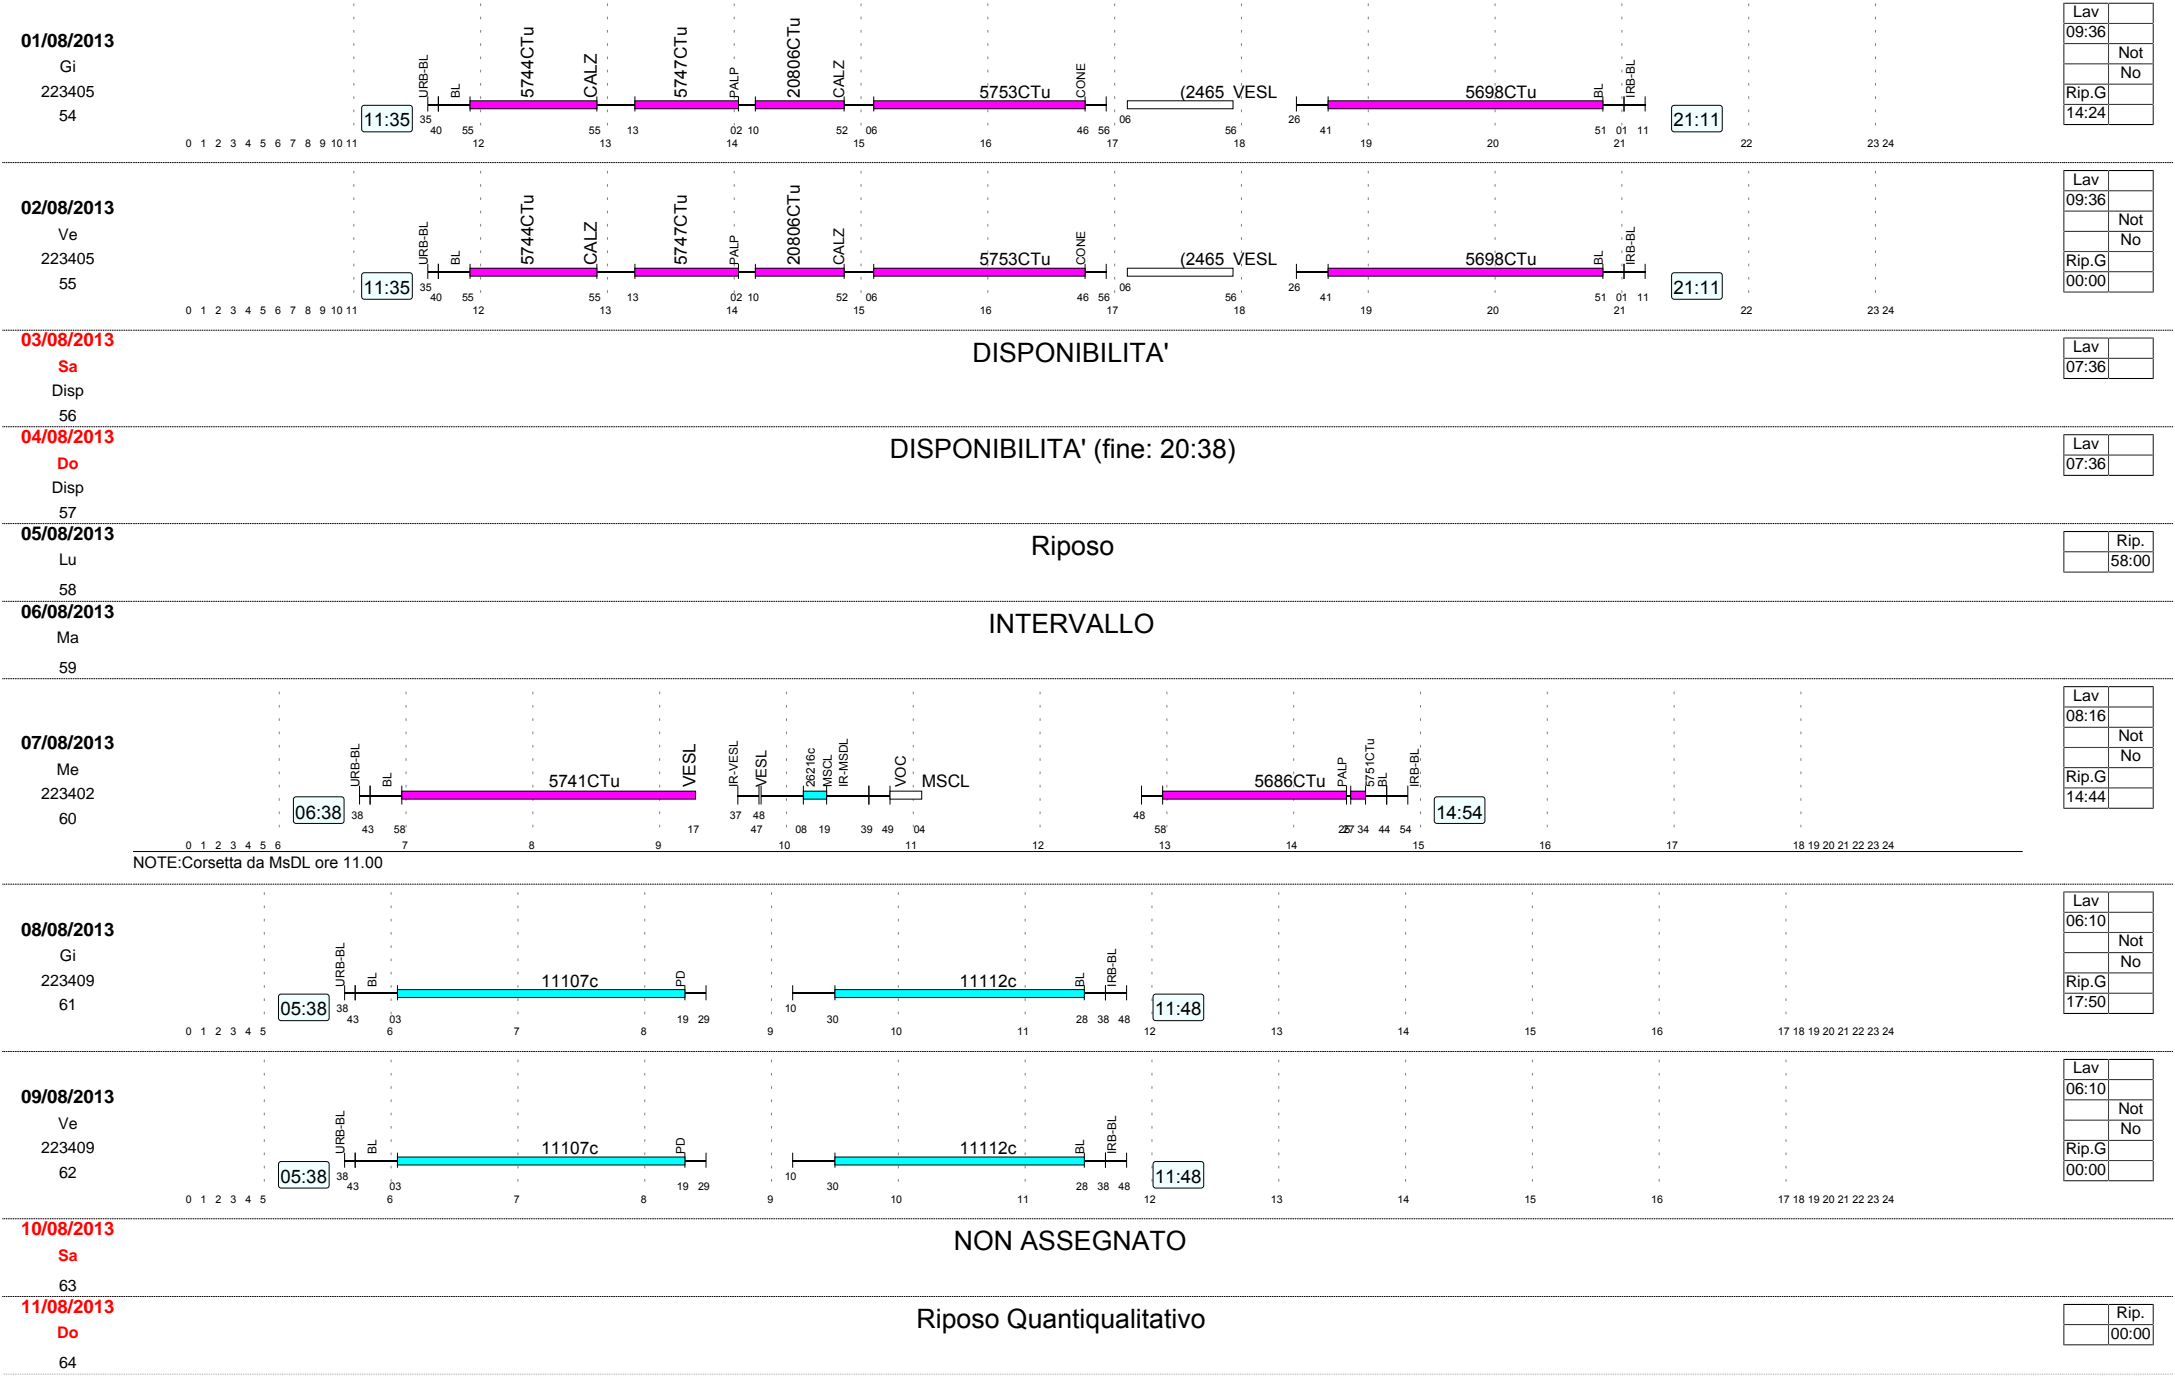 01/08/2013
Gi
223405
54
11:35
URB-BL
BL
5744CTu
CALZ
5747CTu
PALP
20806CTu
CALZ
5753CTu
CONE
(2465 VESL
5698CTu
BL
IRB-BL
21:11
35 40 55 55 13 02 10 52 06 46 56 06 56 26 41 51 01 11
0 1 2 3 4 5 6 7 8 9 10 11 12 13 14 15 16 17 18 19 20 21 22 23 24
Lav
09:36
Not
No
Rip.G
14:24
02/08/2013
Ve
223405
55
11:35
URB-BL
BL
5744CTu
CALZ
5747CTu
PALP
20806CTu
CALZ
5753CTu
CONE
(2465 VESL
5698CTu
BL
IRB-BL
21:11
35 40 55 55 13 02 10 52 06 46 56 06 56 26 41 51 01 11
0 1 2 3 4 5 6 7 8 9 10 11 12 13 14 15 16 17 18 19 20 21 22 23 24
Lav
09:36
Not
No
Rip.G
00:00
03/08/2013
Sa
Disp
56
DISPONIBILITA'
Lav
07:36
04/08/2013
Do
Disp
57
DISPONIBILITA' (fine: 20:38)
Lav
07:36
05/08/2013
Lu
58
Riposo
Rip.
58:00
06/08/2013
Ma
59
INTERVALLO
07/08/2013
Me
223402
60
06:38
URB-BL
BL
5741CTu
VESL
IR-VESL
VESL
26216c
MSCL
IR-MSDL
VOC
MSCL
5686CTu
PALP
5751CTu
BL
IRB-BL
14:54
38 43 58 17 37 48 47 08 19 39 49 04 48 58 34 44 54
0 1 2 3 4 5 6 7 8 9 10 11 12 13 14 15 16 17 18 19 20 21 22 23 24
NOTE:Corsetta da MsDL ore 11.00
Lav
08:16
Not
No
Rip.G
14:44
08/08/2013
Gi
223409
61
05:38
URB-BL
BL
11107c
PD
11112c
BL
IRB-BL
11:48
38 43 03 19 29 10 30 28 38 48
0 1 2 3 4 5 6 7 8 9 10 11 12 13 14 15 16 17 18 19 20 21 22 23 24
Lav
06:10
Not
No
Rip.G
17:50
09/08/2013
Ve
223409
62
05:38
URB-BL
BL
11107c
PD
11112c
BL
IRB-BL
11:48
38 43 03 19 29 10 30 28 38 48
0 1 2 3 4 5 6 7 8 9 10 11 12 13 14 15 16 17 18 19 20 21 22 23 24
Lav
06:10
Not
No
Rip.G
00:00
10/08/2013
Sa
63
NON ASSEGNATO
11/08/2013
Do
64
Riposo Quantiqualitativo
Rip.
00:00